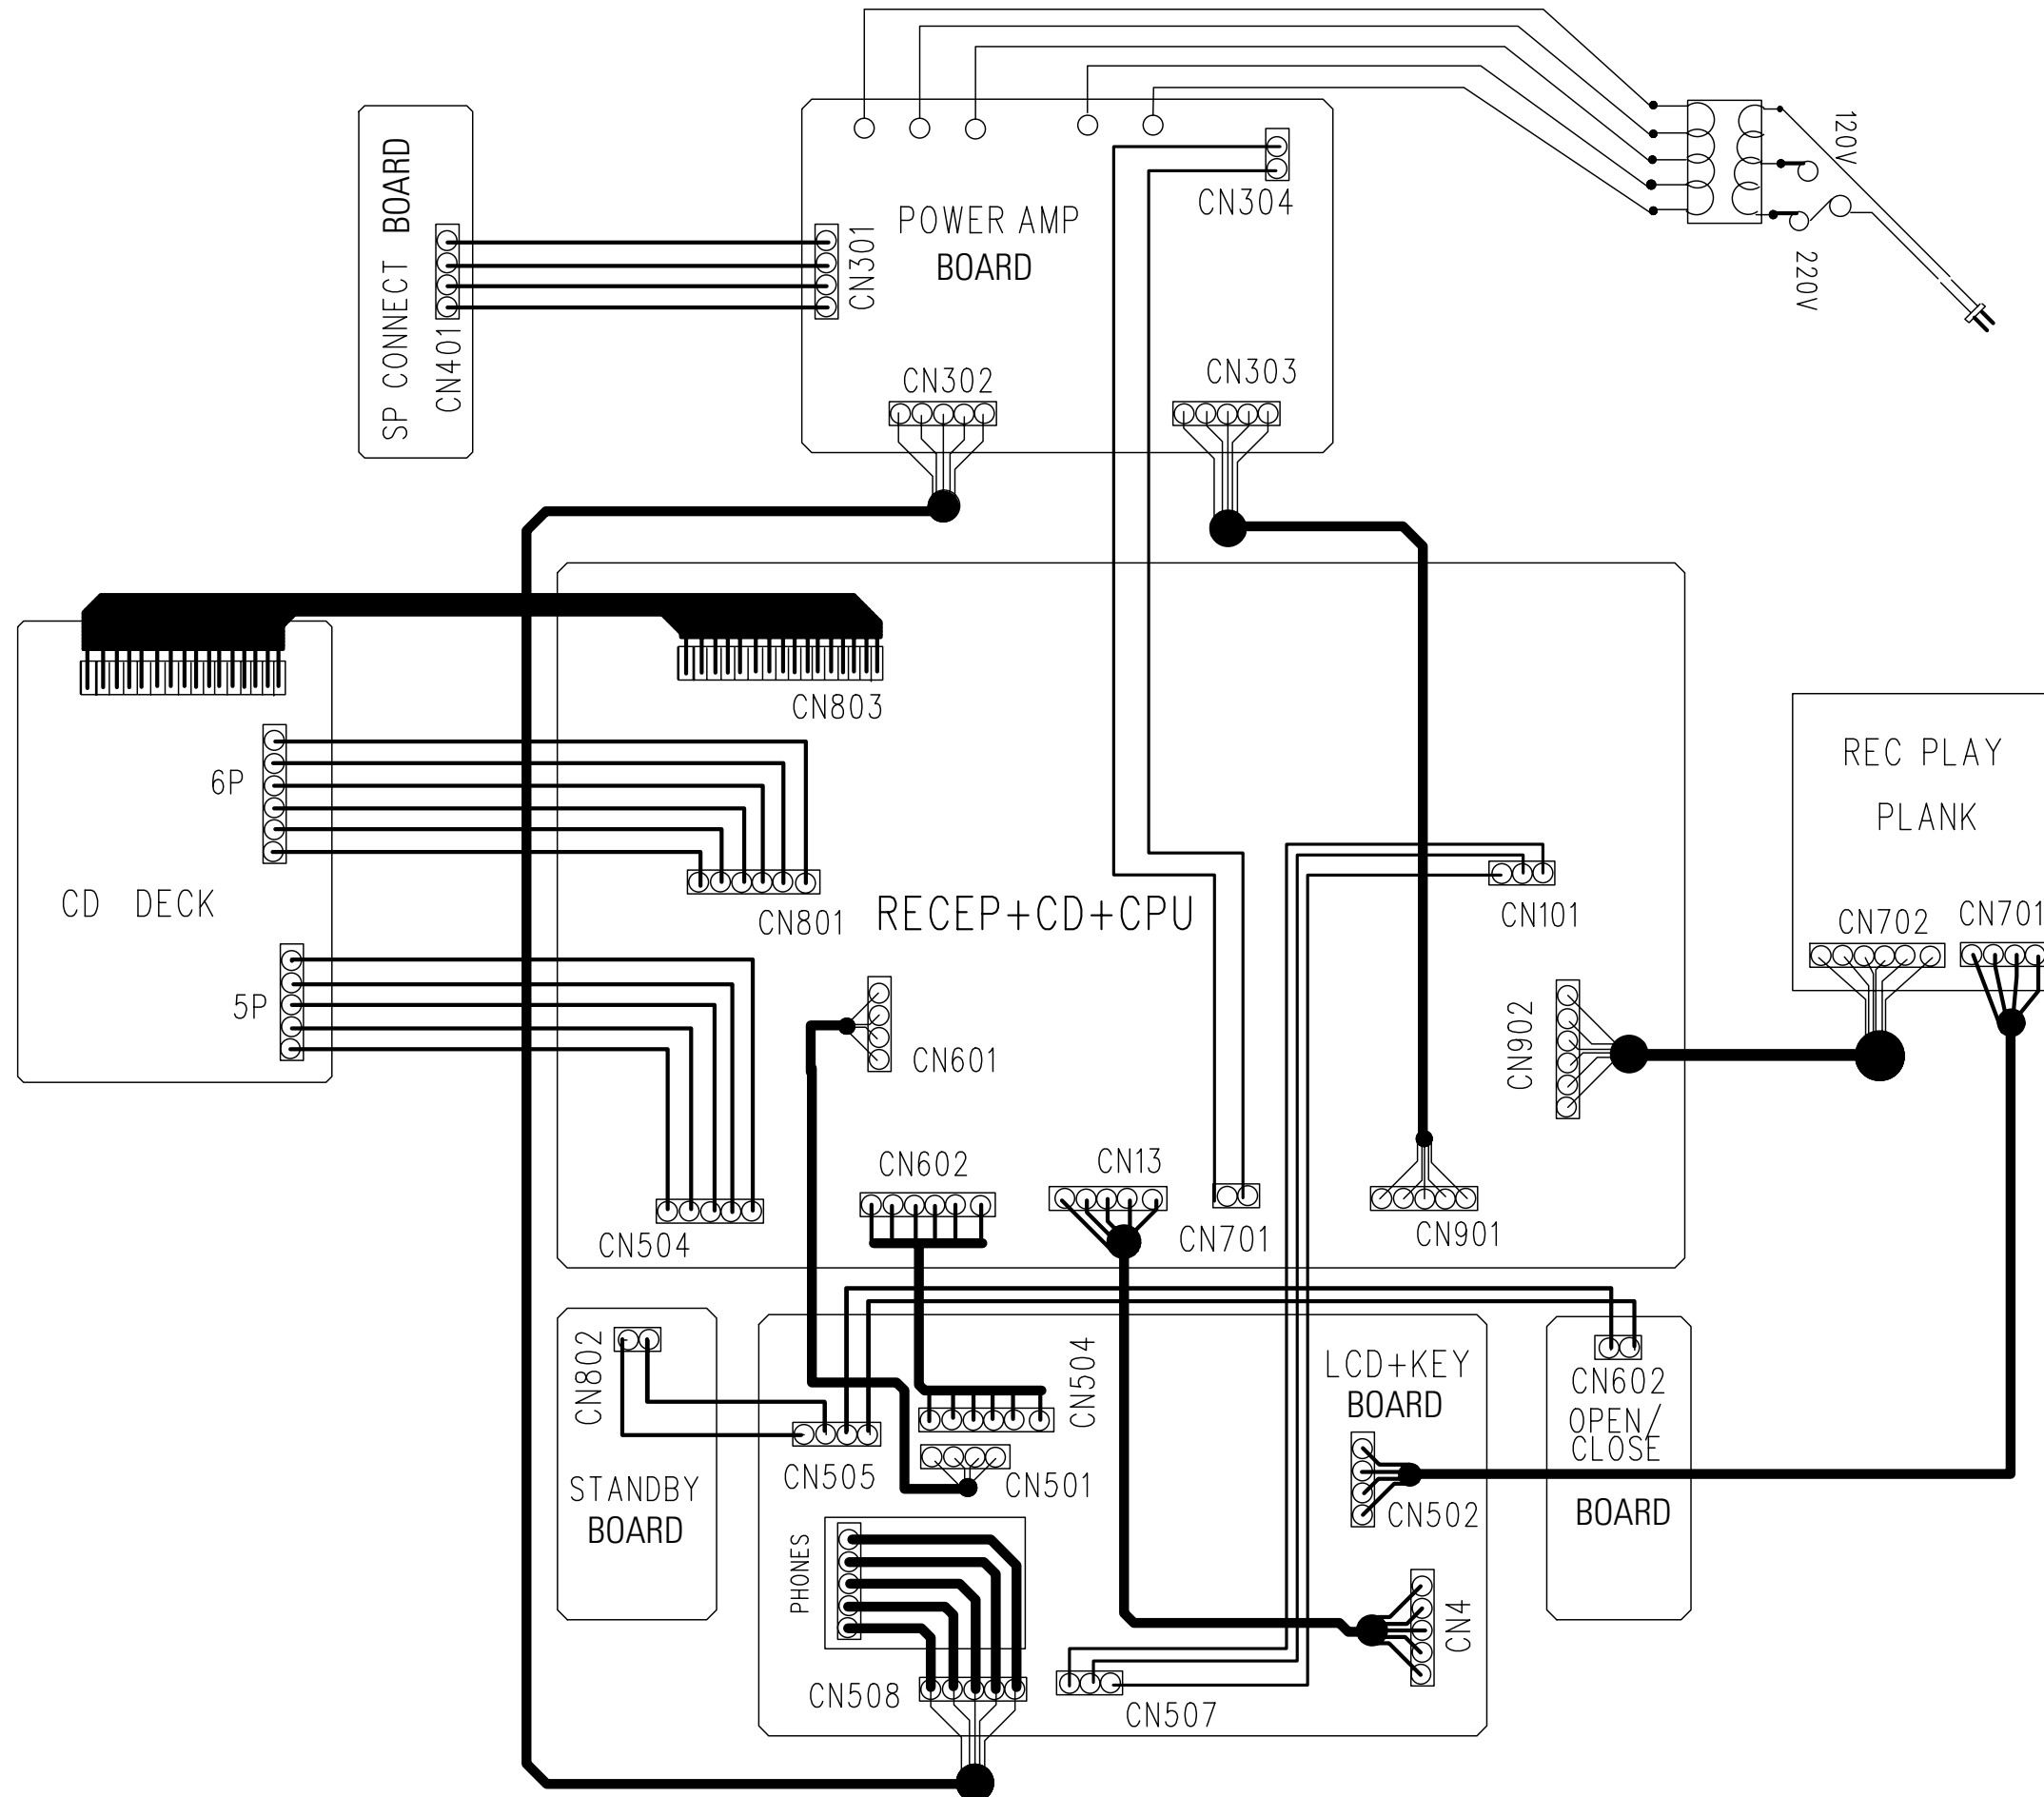 120V
220V
SP CONNECT BOARD
CN401
CN301
POWER AMP
BOARD
CN304
CN302
CN303
CN803
6P
CD DECK
5P
CN801
RECEP+CD+CPU
CN101
REC PLAY
PLANK
CN702
CN701
CN601
CN902
CN602
CN13
CN701
CN901
CN504
CN802
STANDBY
BOARD
CN505
CN504
CN501
LCD+KEY
BOARD
CN502
CN602
OPEN/
CLOSE
BOARD
PHONES
CN508
CN507
CN4